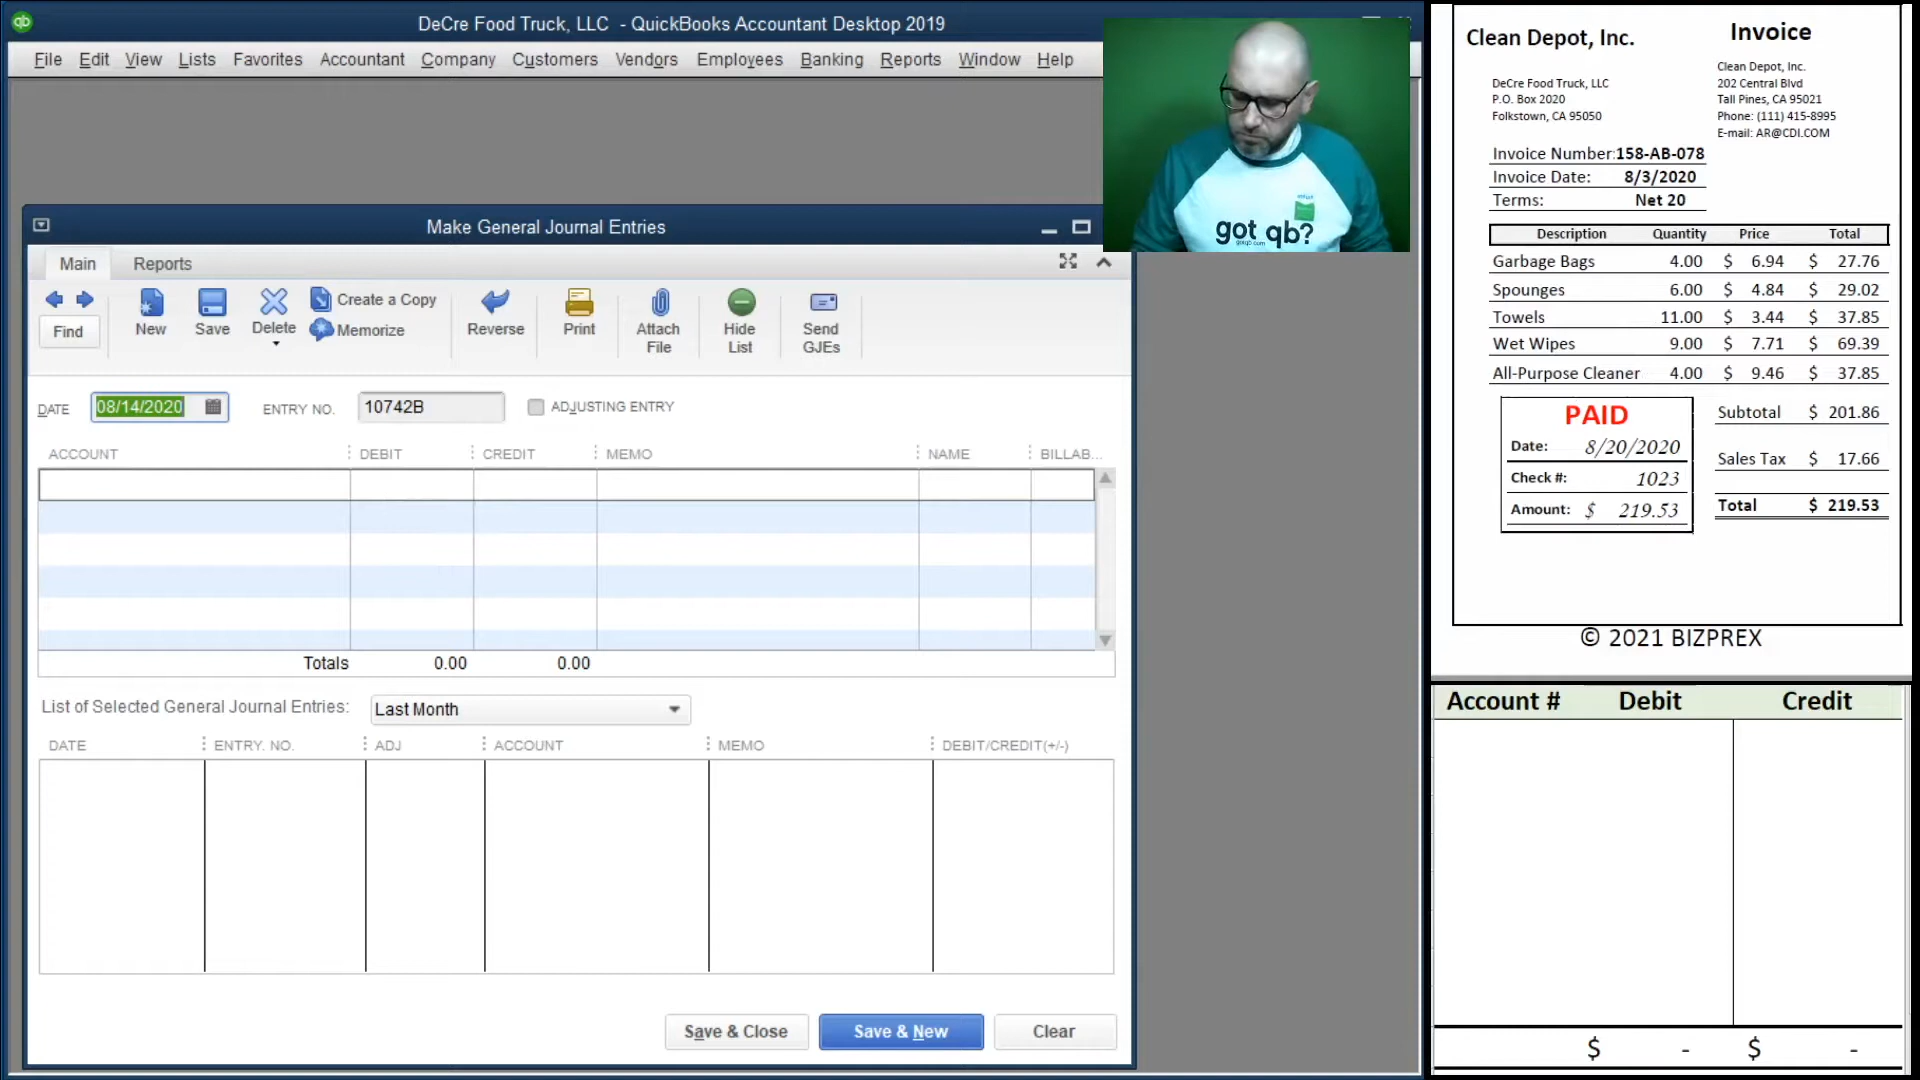 DeCre Food Truck, LLC - QuickBooks Accountant Desktop 2019
File Edit View Lists Favorites Accountant Company Customers Vendors Employees Banking Reports Window Help
Make General Journal Entries
Main Reports
Find
New
Save
Delete
Create a Copy
Memorize
Reverse
Print
Attach File
Hide List
Send GJEs
DATE 08/14/2020 ENTRY NO. 10742B ADJUSTING ENTRY
ACCOUNT DEBIT CREDIT MEMO NAME BILLAB...
Totals 0.00 0.00
List of Selected General Journal Entries: Last Month
DATE ENTRY. NO. ADJ ACCOUNT MEMO DEBIT/CREDIT(+/-)
Save & Close Save & New Clear
got qb?
Clean Depot, Inc.
Invoice
DeCre Food Truck, LLC
P.O. Box 2020
Folkstown, CA 95050
Clean Depot, Inc.
202 Central Blvd
Tall Pines, CA 95021
Phone: (111) 415-8995
E-mail: AR@CDI.COM
Invoice Number: 158-AB-078
Invoice Date: 8/3/2020
Terms: Net 20
Description Quantity Price Total
Garbage Bags 4.00 $ 6.94 $ 27.76
Spounges 6.00 $ 4.84 $ 29.02
Towels 11.00 $ 3.44 $ 37.85
Wet Wipes 9.00 $ 7.71 $ 69.39
All-Purpose Cleaner 4.00 $ 9.46 $ 37.85
PAID
Date: 8/20/2020
Check #: 1023
Amount: $ 219.53
Subtotal $ 201.86
Sales Tax $ 17.66
Total $ 219.53
© 2021 BIZPREX
Account # Debit Credit
$ - $ -